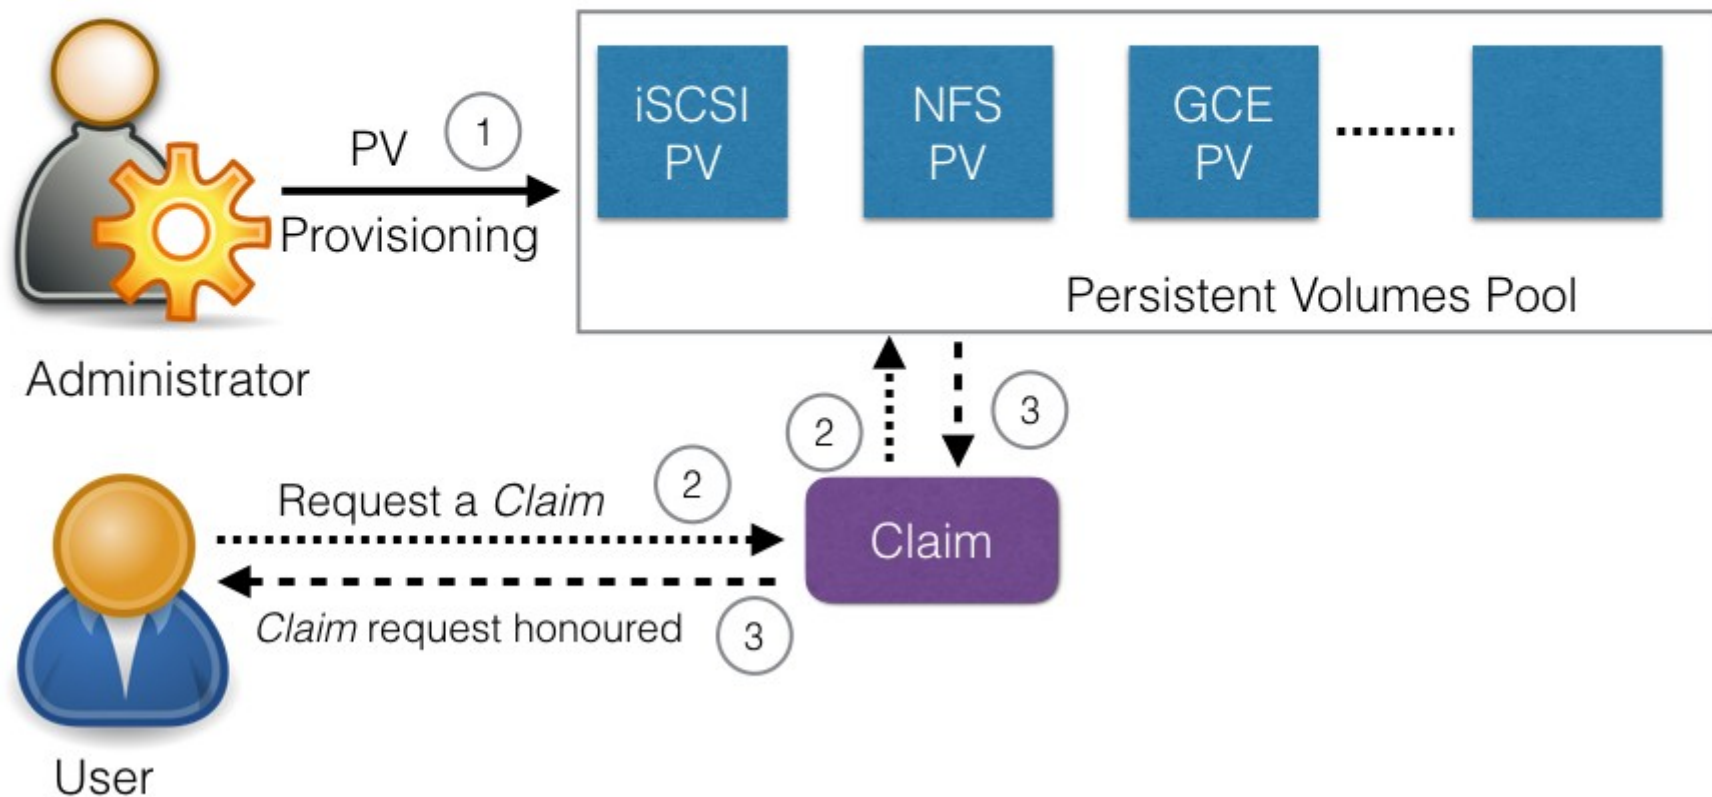 iSCSI
PV
NFS
PV
GCE
PV
PV
1
Provisioning
Persistent Volumes Pool
Administrator
2
3
Request a Claim
2
Claim
Claim request honoured
3
User